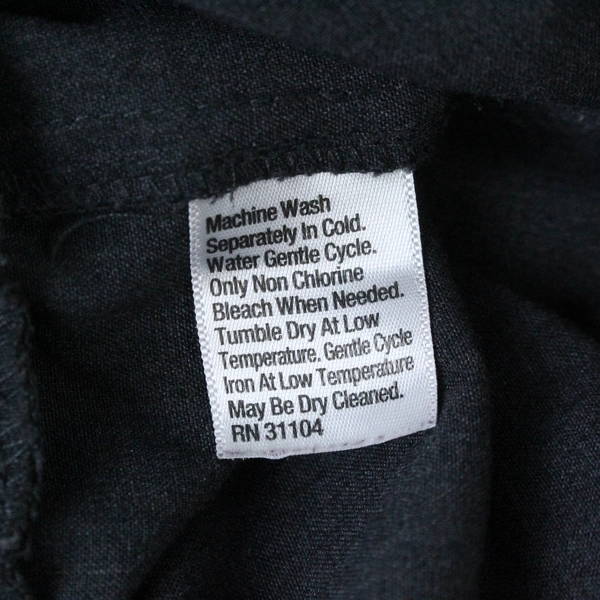 Machine Wash
Separately In Cold.
Water Gentle Cycle.
Only Non Chlorine
Bleach When Needed.
Tumble Dry At Low
Temperature. Gentle Cycle
Iron At Low Temperature
May Be Dry Cleaned.
RN 31104